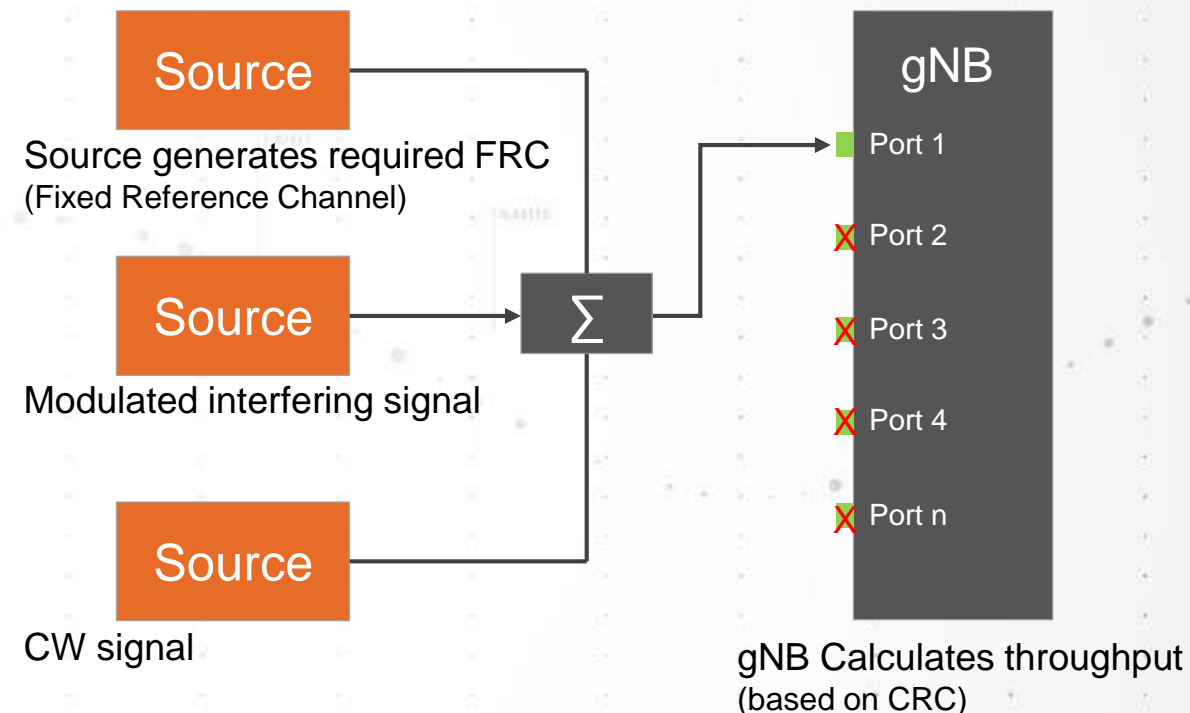 Source
Source generates required FRC
(Fixed Reference Channel)
Source
Modulated interfering signal
Source
CW signal
∑
gNB
Port 1
X Port 2
X Port 3
X Port 4
X Port n
gNB Calculates throughput
(based on CRC)